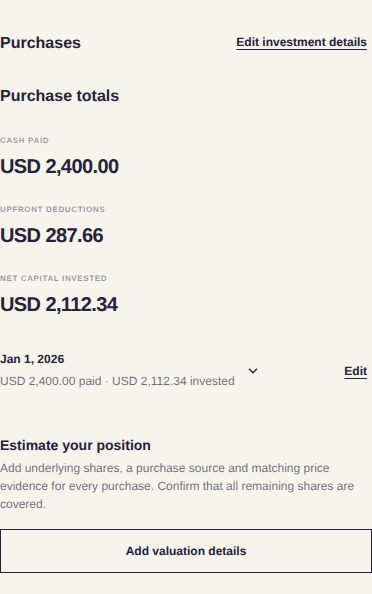 Purchases
Edit investment details
Purchase totals
CASH PAID
USD 2,400.00
UPFRONT DEDUCTIONS
USD 287.66
NET CAPITAL INVESTED
USD 2,112.34
Jan 1, 2026
USD 2,400.00 paid · USD 2,112.34 invested
Edit
Estimate your position
Add underlying shares, a purchase source and matching price
evidence for every purchase. Confirm that all remaining shares are
covered.
Add valuation details